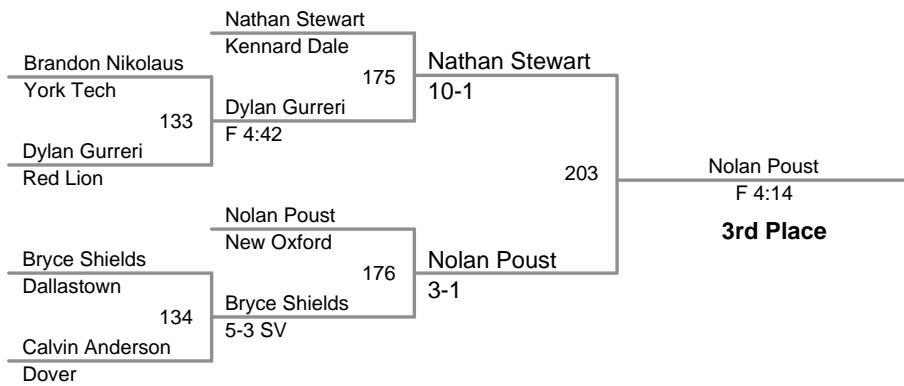 Nathan Stewart
Kennard Dale
Brandon Nikolaus
York Tech
175
Nathan Stewart
10-1
133
Dylan Gurreri
F 4:42
Dylan Gurreri
Red Lion
203
Nolan Poust
F 4:14
3rd Place
Nolan Poust
New Oxford
Bryce Shields
Dallastown
176
Nolan Poust
3-1
134
Bryce Shields
5-3 SV
Calvin Anderson
Dover